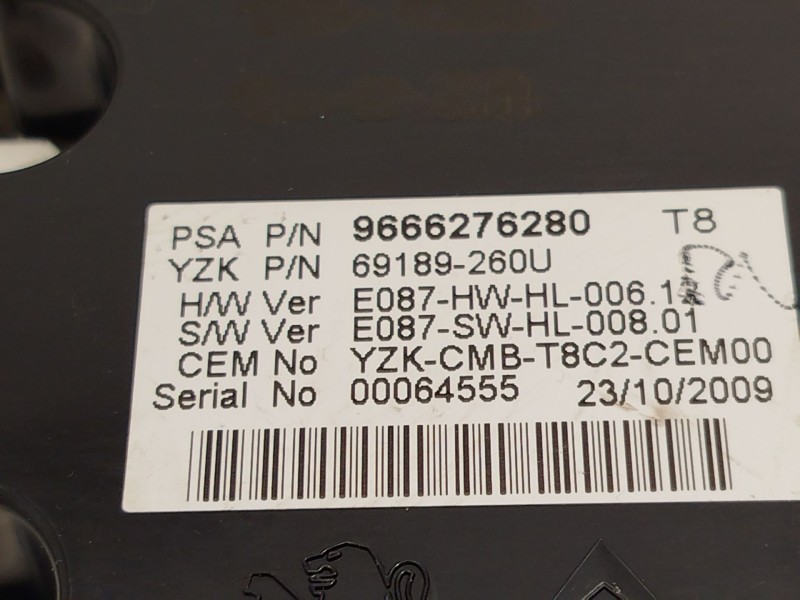 PSA P/N 9666276280 T8
YZK P/N 69189-260U
H/W Ver E087-HW-HL-006.1
S/W Ver E087-SW-HL-008.01
CEM No YZK-CMB-T8C2-CEM00
Serial No 00064555 23/10/2009